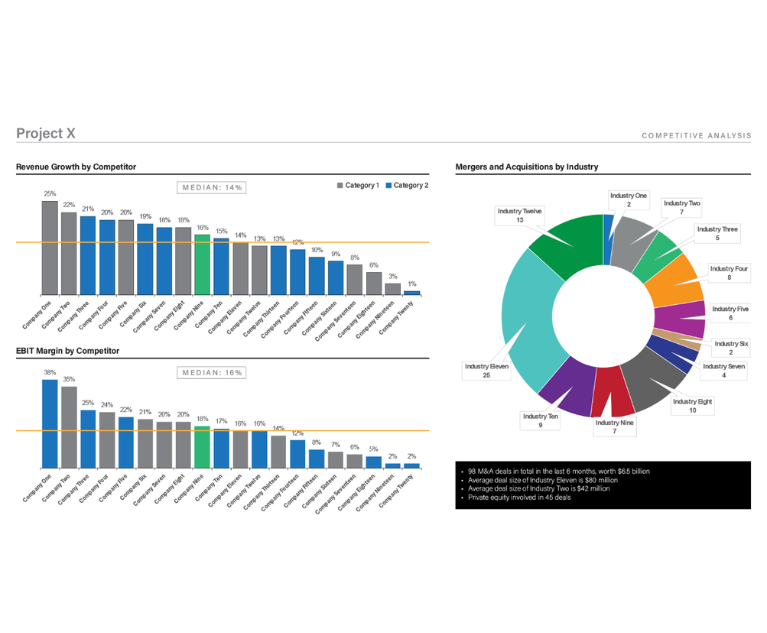 Project X
COMPETITIVE ANALYSIS
Revenue Growth by Competitor
MEDIAN: 14%
Category 1 Category 2
25% 22% 21% 20% 20% 19% 18% 18% 16% 15% 14% 13% 13% 12% 10% 9% 8% 6% 3% 1%
Company One Company Two Company Three Company Four Company Five Company Six Company Seven Company Eight Company Nine Company Ten Company Eleven Company Twelve Company Thirteen Company Fourteen Company Fifteen Company Sixteen Company Seventeen Company Eighteen Company Nineteen Company Twenty
EBIT Margin by Competitor
MEDIAN: 16%
38% 35% 25% 24% 22% 21% 20% 20% 18% 17% 16% 16% 14% 12% 8% 7% 6% 5% 2% 2%
Company One Company Two Company Three Company Four Company Five Company Six Company Seven Company Eight Company Nine Company Ten Company Eleven Company Twelve Company Thirteen Company Fourteen Company Fifteen Company Sixteen Company Seventeen Company Eighteen Company Nineteen Company Twenty
Mergers and Acquisitions by Industry
Industry One
2
Industry Two
7
Industry Three
5
Industry Four
8
Industry Five
6
Industry Six
2
Industry Seven
4
Industry Eight
10
Industry Nine
7
Industry Ten
9
Industry Eleven
25
Industry Twelve
13
• 98 M&A deals in total in the last 6 months, worth $6.5 billion
• Average deal size of Industry Eleven is $80 million
• Average deal size of Industry Two is $42 million
• Private equity involved in 45 deals